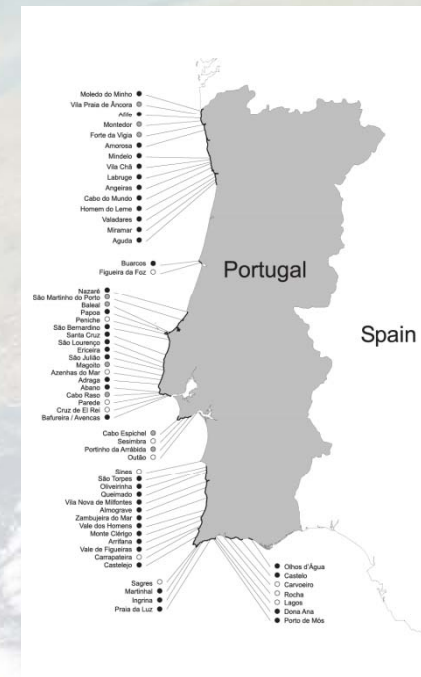 Moledo do Minho
Vila Praia de Âncora
Afife
Montedor
Forte da Vigia
Amorosa
Mindelo
Vila Chã
Labruge
Angeiras
Cabo do Mundo
Homem do Leme
Valadares
Miramar
Aguda
Buarcos
Figueira da Foz
Portugal
Spain
Nazaré
São Martinho do Porto
Baleal
Papoa
Peniche
São Bernardino
Santa Cruz
São Lourenço
Ericeira
São Julião
Magoito
Azenhas do Mar
Adraga
Abano
Cabo Raso
Parede
Cruz de El Rei
Bafureira / Avencas
Cabo Espichel
Sesimbra
Portinho da Arrábida
Outão
Sines
São Torpes
Oliveirinha
Queimado
Vila Nova de Milfontes
Almograve
Zambujeira do Mar
Vale dos Homens
Monte Clérigo
Arrifana
Vale de Figueiras
Carrapateira
Castelejo
Sagres
Martinhal
Ingrina
Praia da Luz
Olhos d'Água
Castelo
Carvoeiro
Rocha
Lagos
Dona Ana
Porto de Mós